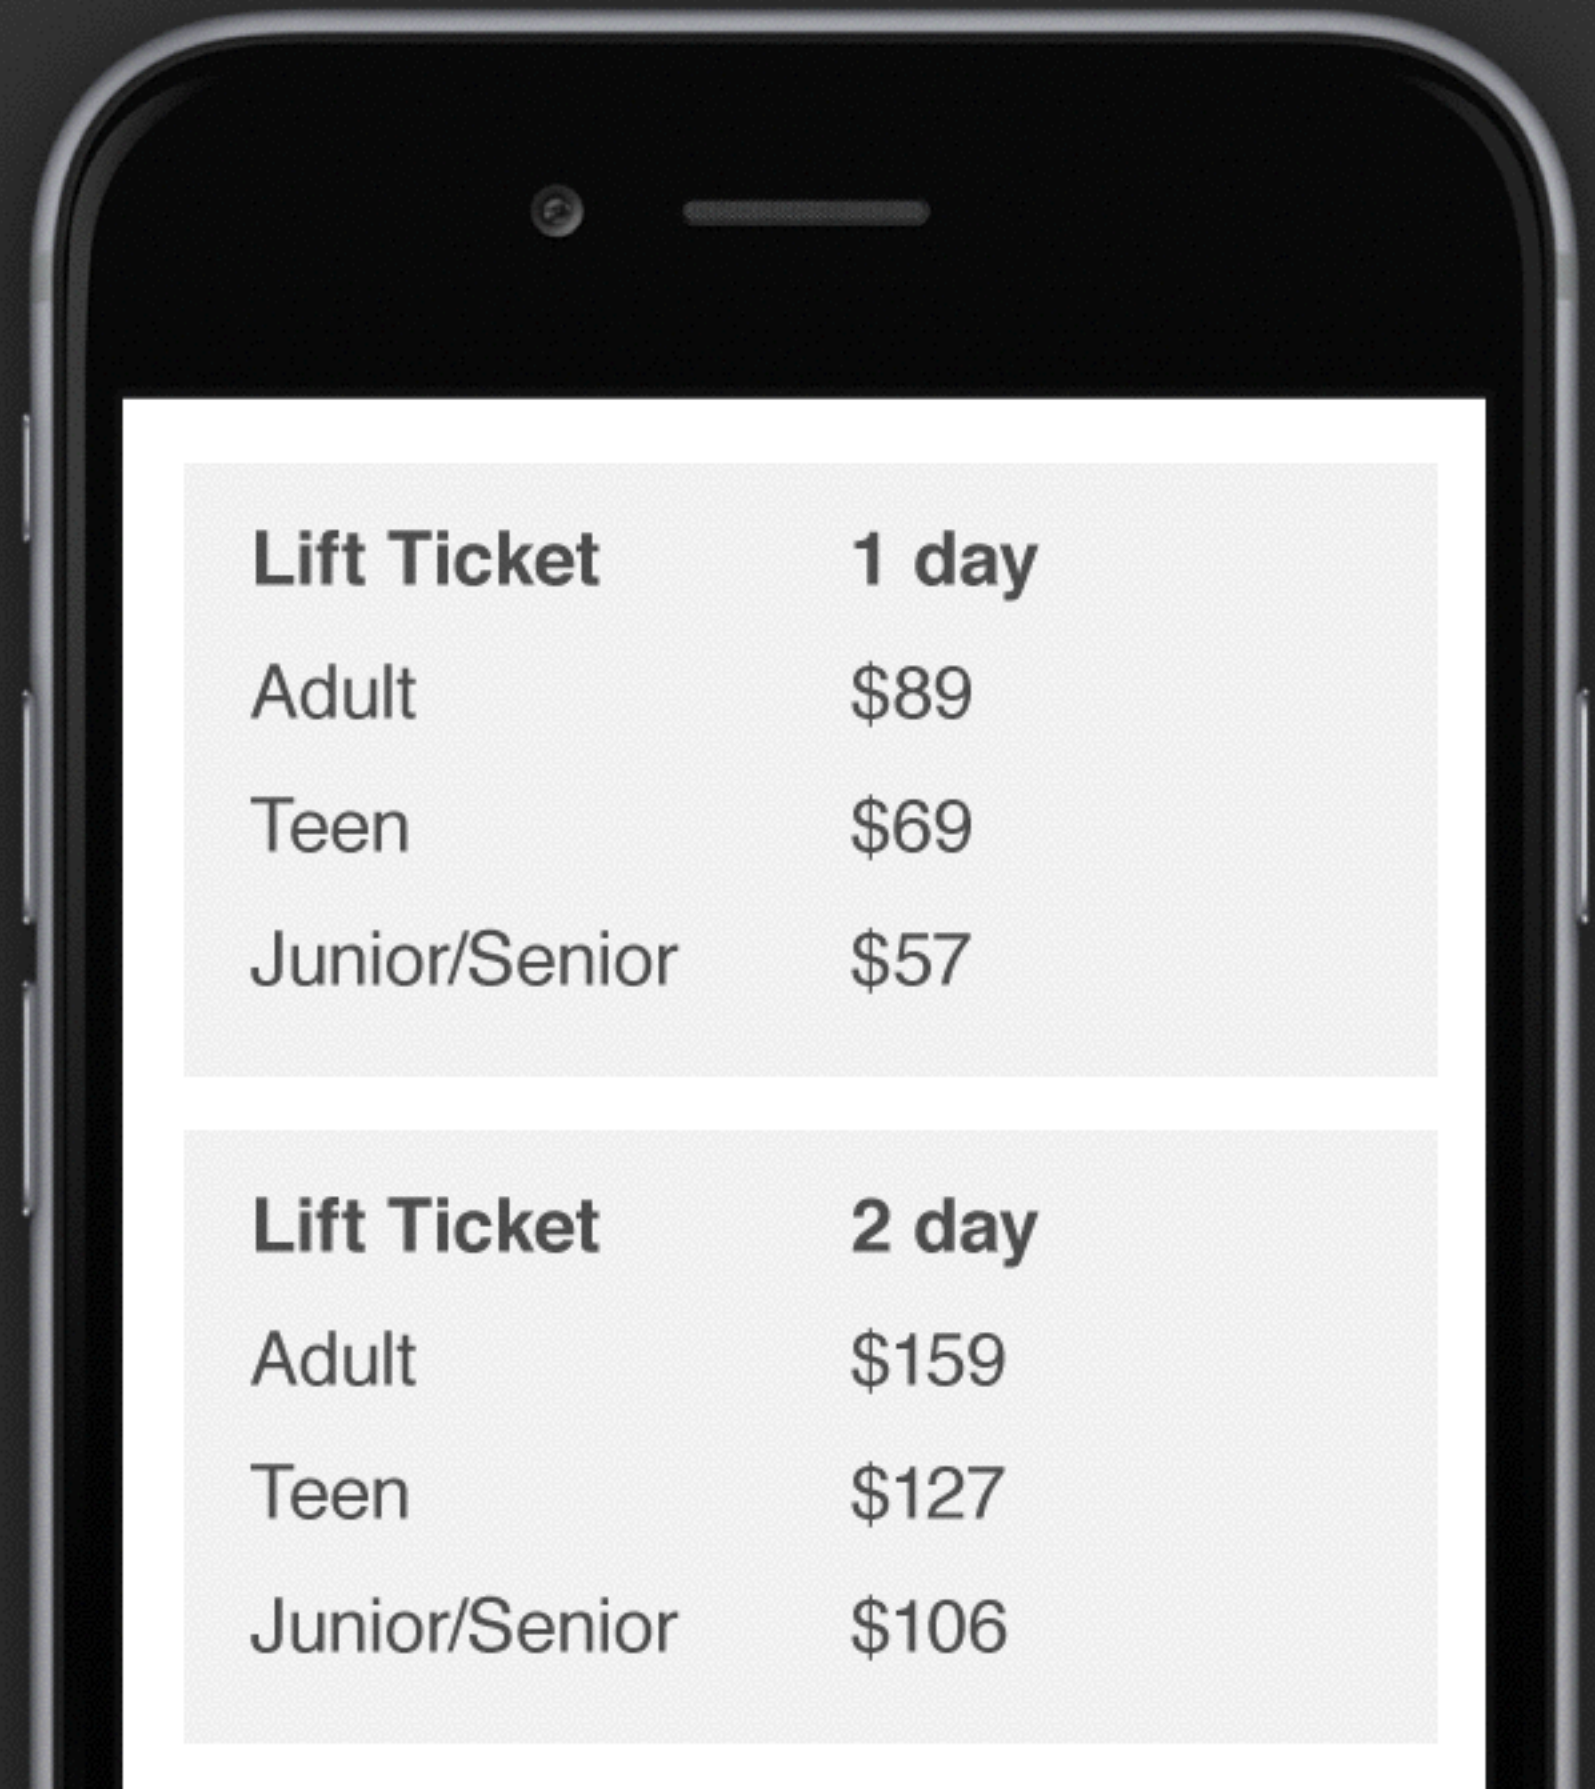 Lift Ticket 1 day
Adult $89
Teen $69
Junior/Senior $57
Lift Ticket 2 day
Adult $159
Teen $127
Junior/Senior $106